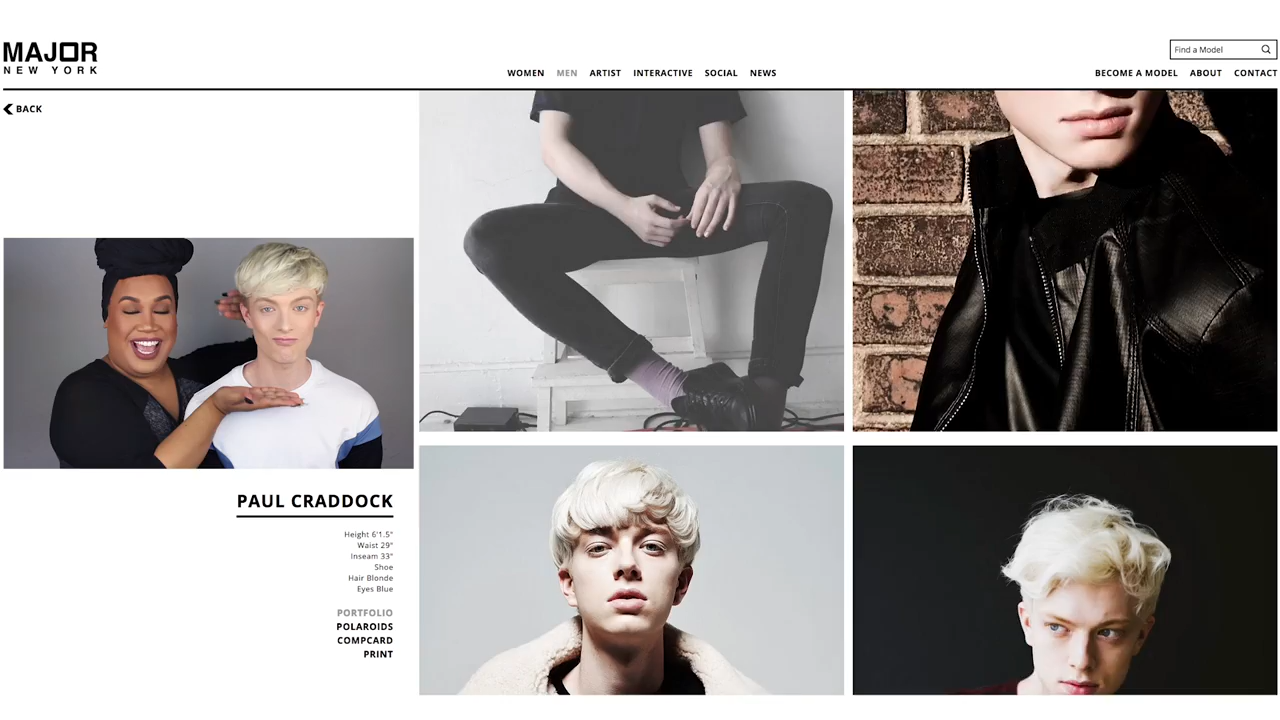 MAJOR
NEW YORK
Find a Model
WOMEN MEN ARTIST INTERACTIVE SOCIAL NEWS
BECOME A MODEL ABOUT CONTACT
BACK
PAUL CRADDOCK
Height 6'1.5"
Waist 29"
Inseam 33"
Shoe
Hair Blonde
Eyes Blue
PORTFOLIO
POLAROIDS
COMPCARD
PRINT